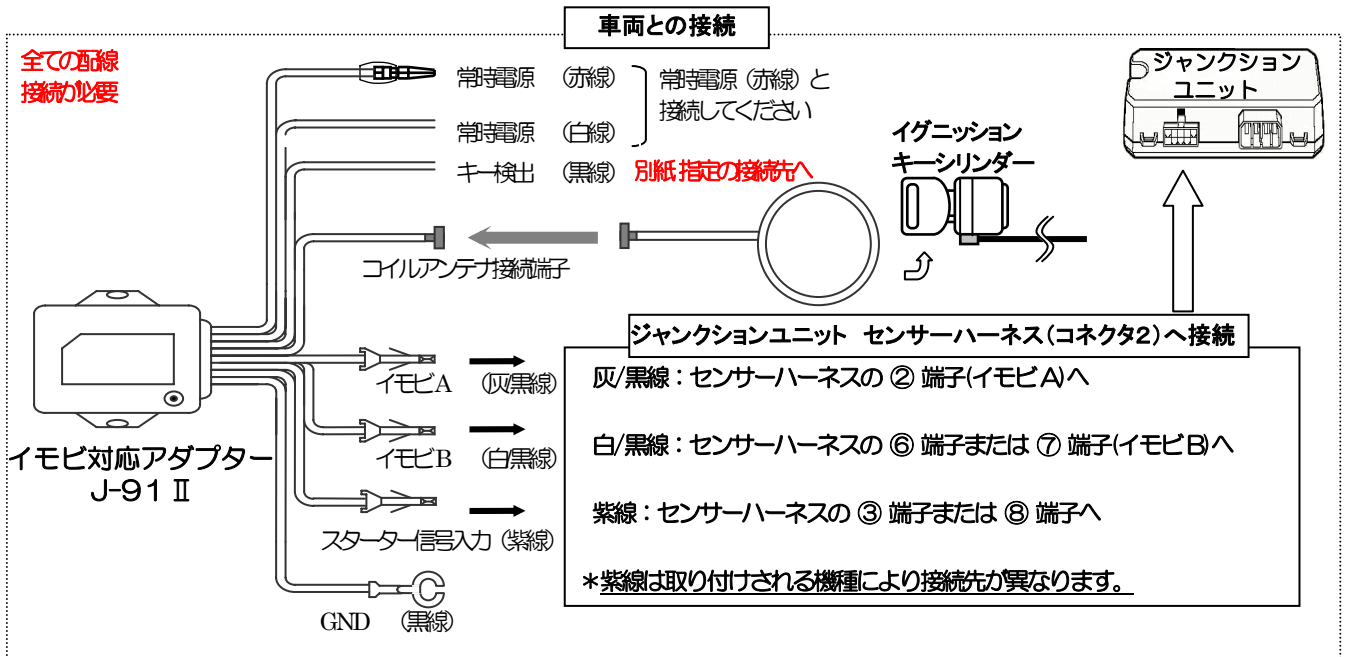 車両との接続
全ての配線
接続が必要
常時電源 (赤線)
常時電源 (白線)
常時電源 (赤線) と
接続してください
キー検出 (黒線) 別紙 指定の接続先へ
イグニッション
キーシリンダー
ジャンクション
ユニット
コイルアンテナ接続端子
イモビ対応アダプター
J-91Ⅱ
イモビA (灰黒線)
イモビB (白黒線)
スターター信号入力 (紫線)
GND (黒線)
ジャンクションユニット センサーハーネス(コネクタ2)へ接続
灰/黒線：センサーハーネスの ② 端子(イモビA)へ
白/黒線：センサーハーネスの ⑥ 端子または ⑦ 端子(イモビB)へ
紫線：センサーハーネスの ③ 端子または ⑧ 端子へ
*紫線は取り付けされる機種により接続先が異なります。